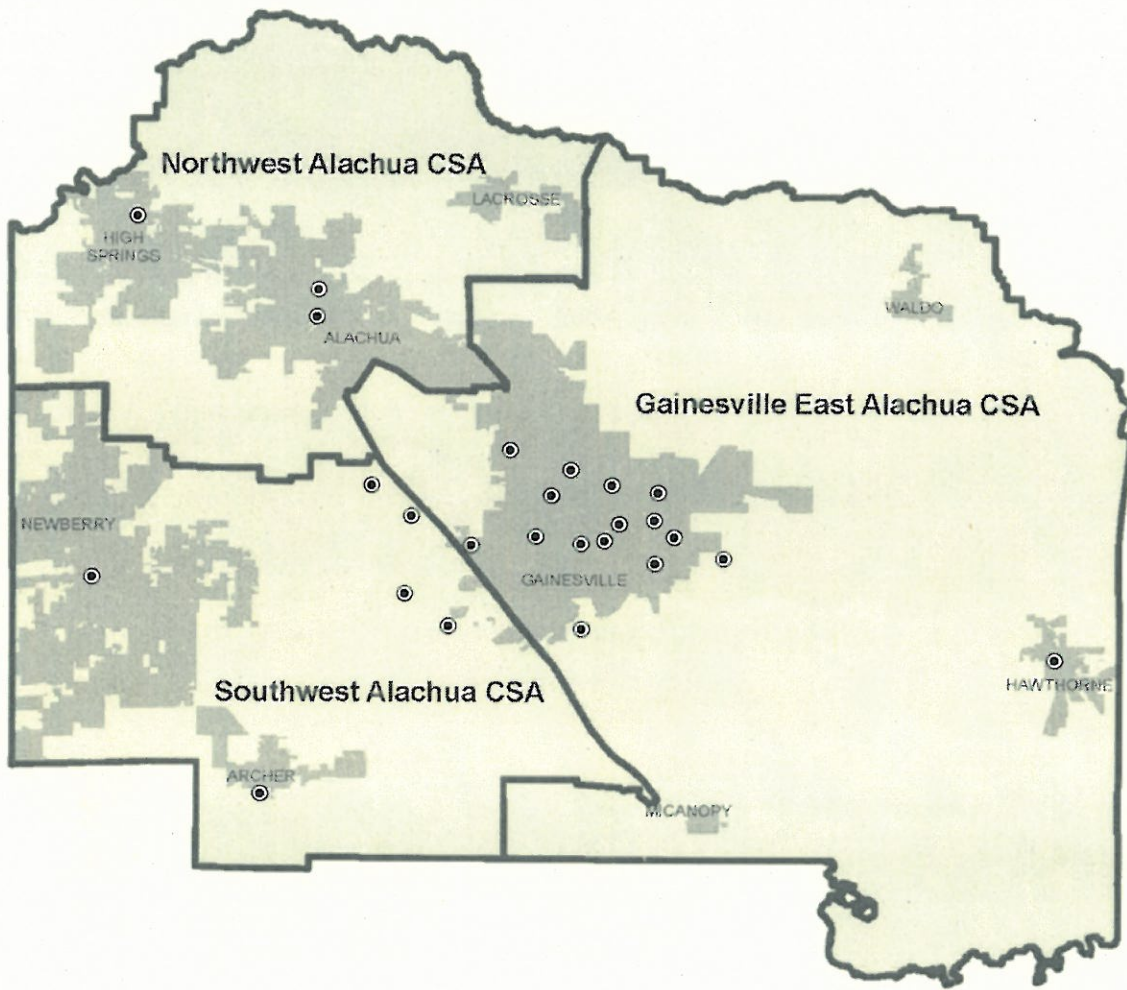 Northwest Alachua CSA
LACROSSE
HIGH
SPRINGS
WALDO
ALACHUA
Gainesville East Alachua CSA
NEWBERRY
GAINESVILLE
HAWTHORNE
Southwest Alachua CSA
ARCHER
MICANOPY